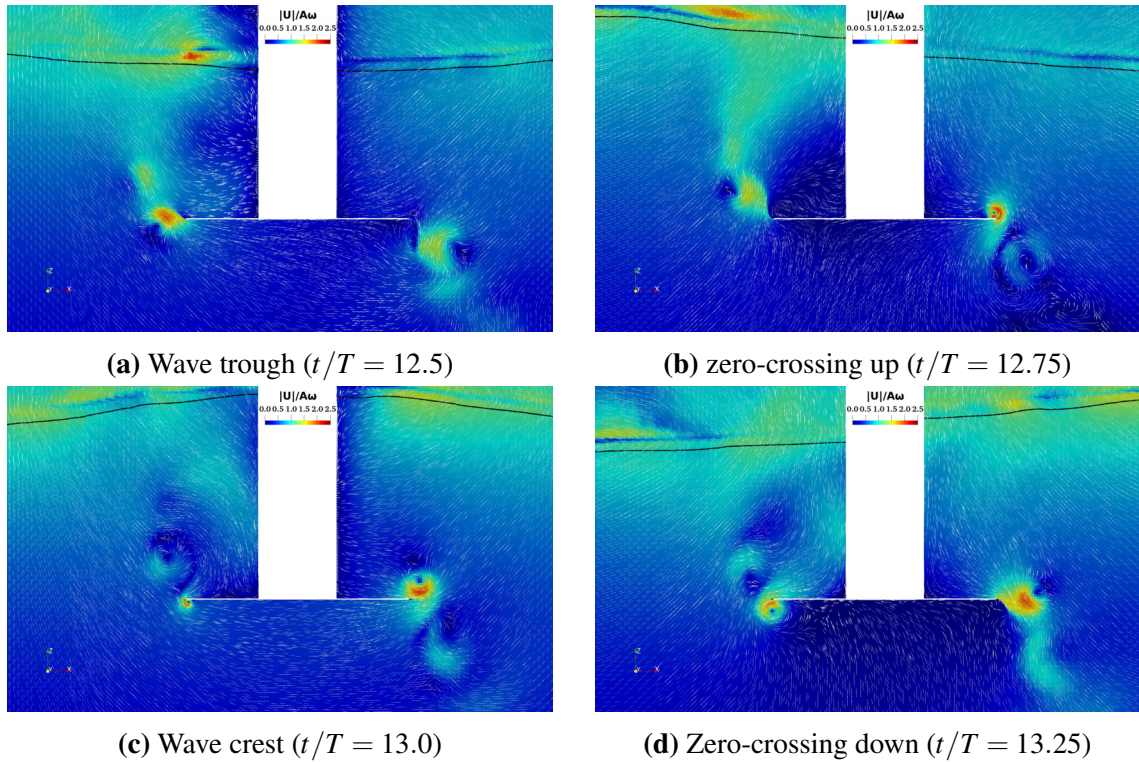 |U|/Aω
0.0 0.5 1.0 1.5 2.0 2.5
Z
Y X
|U|/Aω
0.0 0.5 1.0 1.5 2.0 2.5
Z
Y X
(a) Wave trough (t/T = 12.5)
(b) zero-crossing up (t/T = 12.75)
|U|/Aω
0.0 0.5 1.0 1.5 2.0 2.5
Z
Y X
|U|/Aω
0.0 0.5 1.0 1.5 2.0 2.5
Z
Y X
(c) Wave crest (t/T = 13.0)
(d) Zero-crossing down (t/T = 13.25)